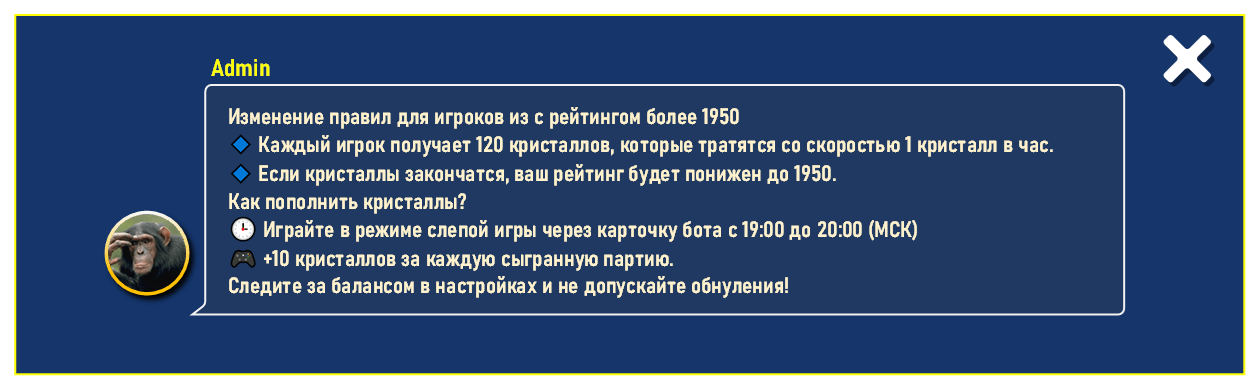 Admin
Изменение правил для игроков из с рейтингом более 1950
🔷 Каждый игрок получает 120 кристаллов, которые тратятся со скоростью 1 кристалл в час.
🔷 Если кристаллы закончатся, ваш рейтинг будет понижен до 1950.
Как пополнить кристаллы?
🕒 Играйте в режиме слепой игры через карточку бота с 19:00 до 20:00 (МСК)
🎮 +10 кристаллов за каждую сыгранную партию.
Следите за балансом в настройках и не допускайте обнуления!